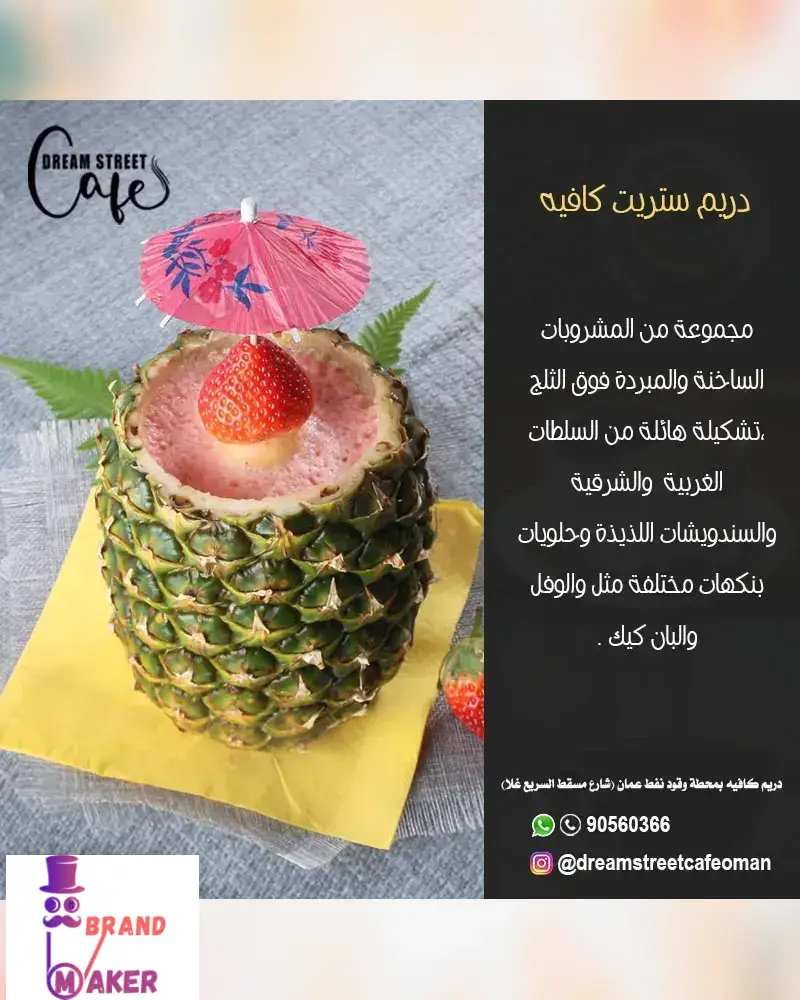 DREAM STREET
Cafe
دريم ستريت كافيه
مجموعة من المشروبات
الساخنة والمبردة فوق الثلج
،تشكيلة هائلة من السلطات
الغربية والشرقية
والسندويشات اللذيذة وحلويات
بنكهات مختلفة مثل والوفل
والبان كيك .
دريم كافيه بمحطة وقود نفط عمان (شارع مسقط السريع غلا)
90560366
@dreamstreetcafeoman
BRAND
MAKER